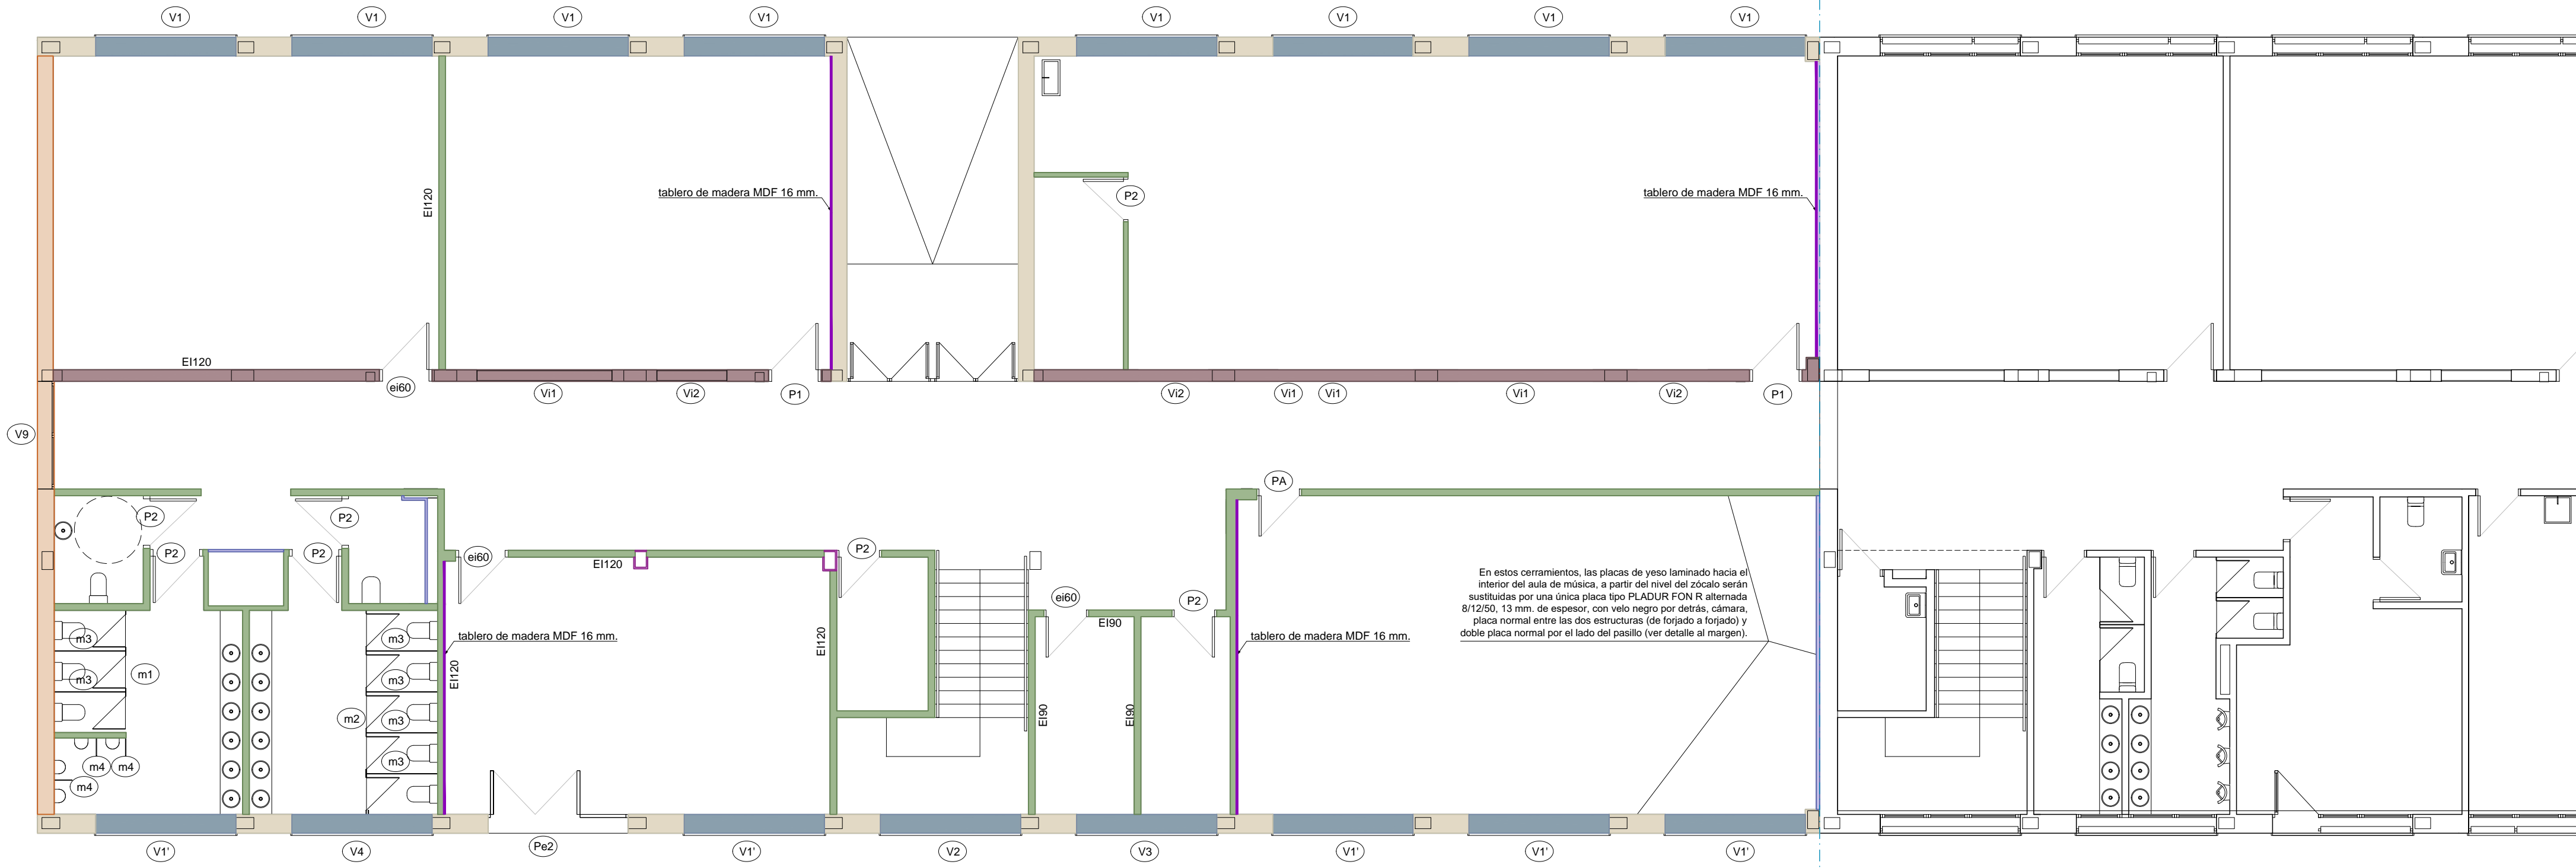 V1 V1 V1 V1 V1 V1 V1 V1
EI120
tablero de madera MDF 16 mm.
P2
tablero de madera MDF 16 mm.
EI120
ei60
Vi1
Vi2
P1
Vi2
Vi1
Vi1
Vi1
Vi2
P1
V9
PA
P2
P2
P2
P2
ei60
EI120
P2
ei60
EI90
P2
En estos cerramientos, las placas de yeso laminado hacia el
interior del aula de música, a partir del nivel del zócalo serán
sustituidas por una única placa tipo PLADUR FON R alternada
8/12/50, 13 mm. de espesor, con velo negro por detrás, cámara,
placa normal entre las dos estructuras (de forjado a forjado) y
doble placa normal por el lado del pasillo (ver detalle al margen).
m3
m3
tablero de madera MDF 16 mm.
EI120
tablero de madera MDF 16 mm.
m3
m1
m3
EI120
m2
m3
EI90
EI90
m4
m4
m3
m4
V1'
V4
Pe2
V1'
V2
V3
V1'
V1'
V1'